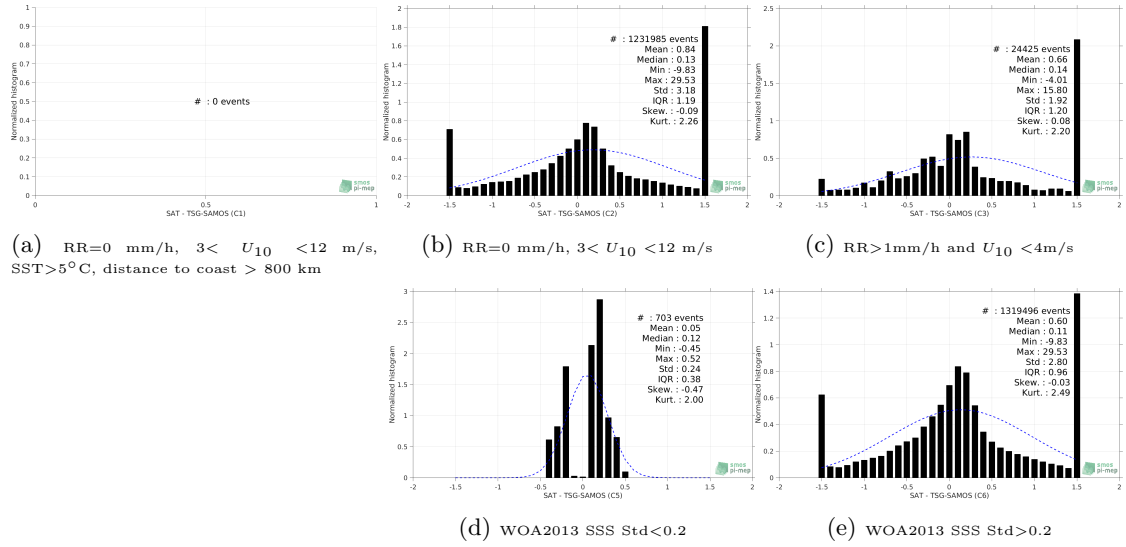 1
0.9
0.8
0.7
0.6
0.5
0.4
0.3
0.2
0.1
0
Normalized histogram
# : 0 events
smos
pi-mep
0 0.5 1
SAT - TSG-SAMOS (C1)
(a) RR=0 mm/h, 3< U10 <12 m/s,
SST>5°C, distance to coast > 800 km
2
1.8
1.6
1.4
1.2
1
0.8
0.6
0.4
0.2
0
Normalized histogram
# : 1231985 events
Mean : 0.84
Median : 0.13
Min : -9.83
Max : 29.53
Std : 3.18
IQR : 1.19
Skew. : -0.09
Kurt. : 2.26
smos
pi-mep
-2 -1.5 -1 -0.5 0 0.5 1 1.5 2
SAT - TSG-SAMOS (C2)
(b) RR=0 mm/h, 3< U10 <12 m/s
2.5
2
1.5
1
0.5
0
Normalized histogram
# : 24425 events
Mean : 0.66
Median : 0.14
Min : -4.01
Max : 15.80
Std : 1.92
IQR : 1.20
Skew. : 0.08
Kurt. : 2.20
smos
pi-mep
-2 -1.5 -1 -0.5 0 0.5 1 1.5 2
SAT - TSG-SAMOS (C3)
(c) RR>1mm/h and U10 <4m/s
3
2.5
2
1.5
1
0.5
0
Normalized histogram
# : 703 events
Mean : 0.05
Median : 0.12
Min : -0.45
Max : 0.52
Std : 0.24
IQR : 0.38
Skew. : -0.47
Kurt. : 2.00
smos
pi-mep
-2 -1.5 -1 -0.5 0 0.5 1 1.5 2
SAT - TSG-SAMOS (C5)
(d) WOA2013 SSS Std<0.2
1.4
1.2
1
0.8
0.6
0.4
0.2
0
Normalized histogram
# : 1319496 events
Mean : 0.60
Median : 0.11
Min : -9.83
Max : 29.53
Std : 2.80
IQR : 0.96
Skew. : -0.03
Kurt. : 2.49
smos
pi-mep
-2 -1.5 -1 -0.5 0 0.5 1 1.5 2
SAT - TSG-SAMOS (C6)
(e) WOA2013 SSS Std>0.2